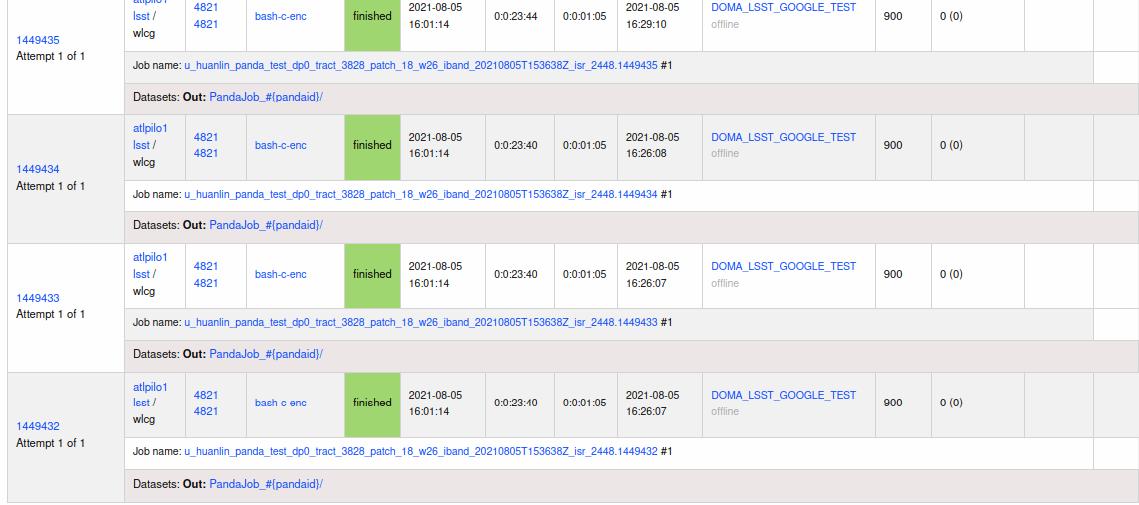 1449435
Attempt 1 of 1
atlpilo1
lsst /
wlcg
4821
4821
bash-c-enc
finished
2021-08-05
16:01:14
0:0:23:44
0:0:01:05
2021-08-05
16:29:10
DOMA_LSST_GOOGLE_TEST
offline
900
0 (0)
Job name: u_huanlin_panda_test_dp0_tract_3828_patch_18_w26_iband_20210805T153638Z_isr_2448.1449435 #1
Datasets: Out: PandaJob_#{pandaid}/
1449434
Attempt 1 of 1
atlpilo1
lsst /
wlcg
4821
4821
bash-c-enc
finished
2021-08-05
16:01:14
0:0:23:40
0:0:01:05
2021-08-05
16:26:08
DOMA_LSST_GOOGLE_TEST
offline
900
0 (0)
Job name: u_huanlin_panda_test_dp0_tract_3828_patch_18_w26_iband_20210805T153638Z_isr_2448.1449434 #1
Datasets: Out: PandaJob_#{pandaid}/
1449433
Attempt 1 of 1
atlpilo1
lsst /
wlcg
4821
4821
bash-c-enc
finished
2021-08-05
16:01:14
0:0:23:40
0:0:01:05
2021-08-05
16:26:07
DOMA_LSST_GOOGLE_TEST
offline
900
0 (0)
Job name: u_huanlin_panda_test_dp0_tract_3828_patch_18_w26_iband_20210805T153638Z_isr_2448.1449433 #1
Datasets: Out: PandaJob_#{pandaid}/
1449432
Attempt 1 of 1
atlpilo1
lsst /
wlcg
4821
4821
bash-c-enc
finished
2021-08-05
16:01:14
0:0:23:40
0:0:01:05
2021-08-05
16:26:07
DOMA_LSST_GOOGLE_TEST
offline
900
0 (0)
Job name: u_huanlin_panda_test_dp0_tract_3828_patch_18_w26_iband_20210805T153638Z_isr_2448.1449432 #1
Datasets: Out: PandaJob_#{pandaid}/